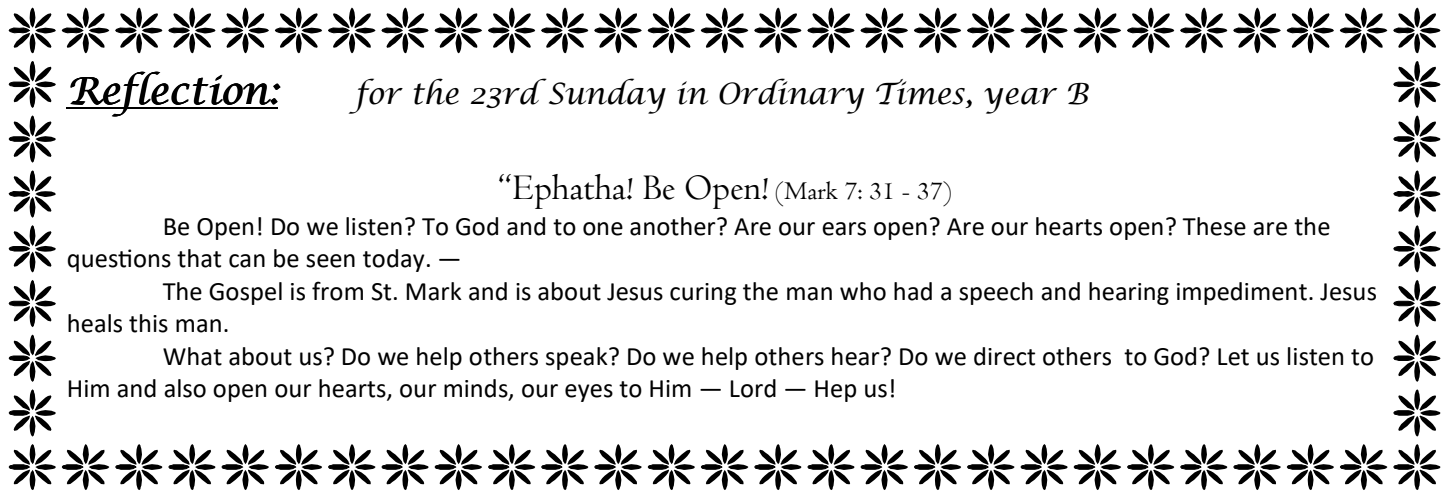 Reflection: for the 23rd Sunday in Ordinary Times, year B
“Ephatha! Be Open! (Mark 7: 31 - 37)
Be Open! Do we listen? To God and to one another? Are our ears open? Are our hearts open? These are the
questions that can be seen today. —
The Gospel is from St. Mark and is about Jesus curing the man who had a speech and hearing impediment. Jesus
heals this man.
What about us? Do we help others speak? Do we help others hear? Do we direct others  to God? Let us listen to
Him and also open our hearts, our minds, our eyes to Him — Lord — Hep us!